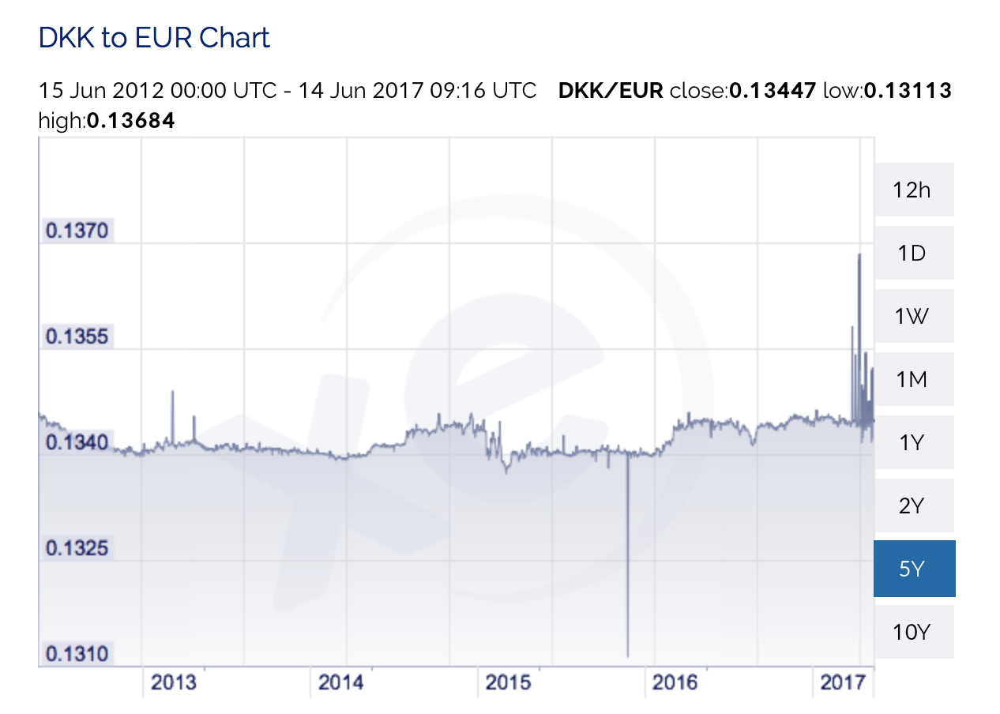 DKK to EUR Chart
15 Jun 2012 00:00 UTC - 14 Jun 2017 09:16 UTC DKK/EUR close:0.13447 low:0.13113
high:0.13684
12h
1D
0.1370
1W
0.1355
1M
0.1340
1Y
2Y
0.1325
5Y
10Y
0.1310
2013 2014 2015 2016 2017
xe